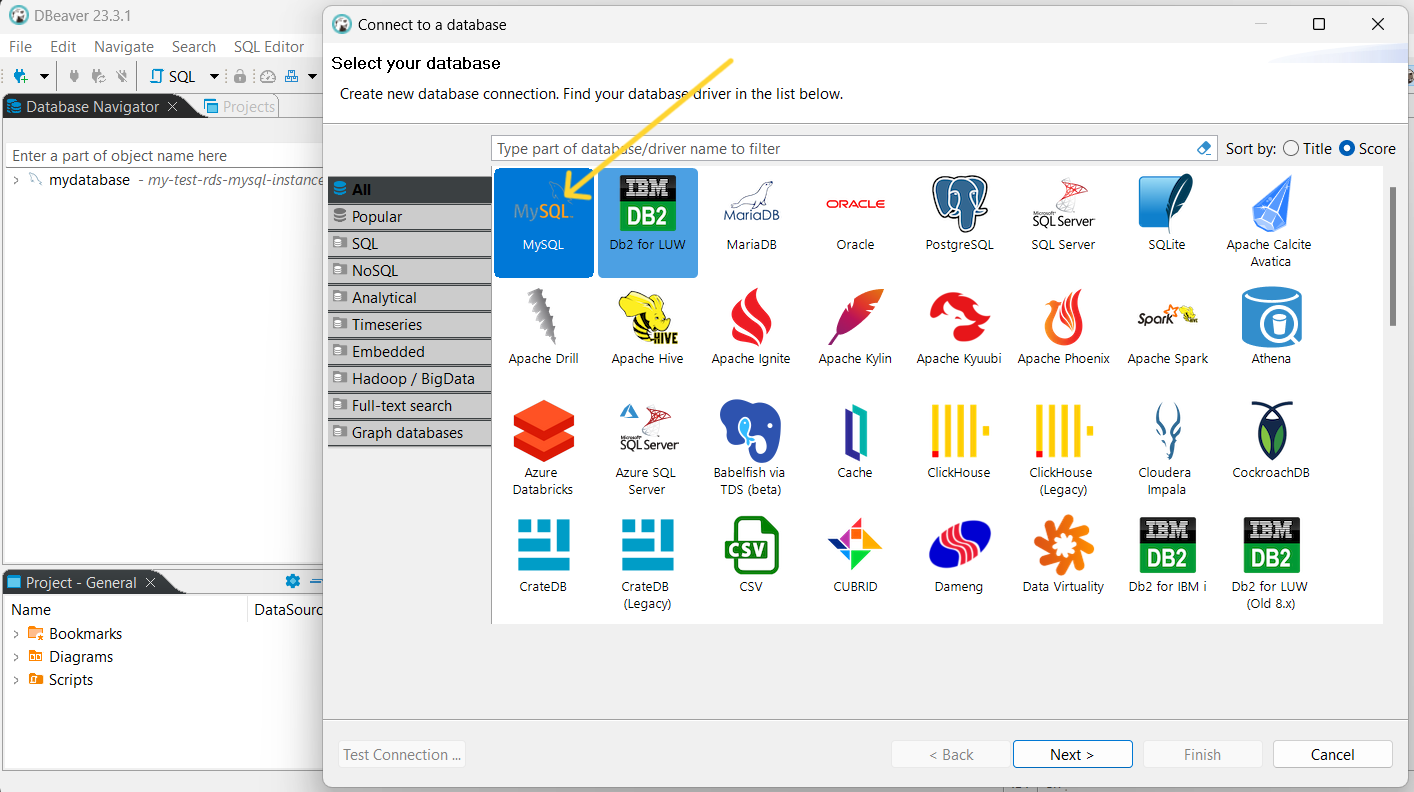 DBeaver 23.3.1
File Edit Navigate Search SQL Editor
SQL
Database Navigator
Projects
Enter a part of object name here
mydatabase - my-test-rds-mysql-instance
Project - General
Name DataSourc
Bookmarks
Diagrams
Scripts
Connect to a database
Select your database
Create new database connection. Find your database driver in the list below.
Type part of database/driver name to filter
Sort by: Title Score
All
Popular
SQL
NoSQL
Analytical
Timeseries
Embedded
Hadoop / BigData
Full-text search
Graph databases
MySQL
IBM
DB2
MariaDB
ORACLE
Microsoft
SQL Server
MySQL Db2 for LUW MariaDB Oracle PostgreSQL SQL Server SQLite Apache Calcite
Avatica
HIVE
Spark
Apache Drill Apache Hive Apache Ignite Apache Kylin Apache Kyuubi Apache Phoenix Apache Spark Athena
Microsoft
SQL Server
Azure Azure SQL Babelfish via Cache ClickHouse ClickHouse Cloudera CockroachDB
Databricks Server TDS (beta) (Legacy) Impala
CSV
IBM
DB2
IBM
DB2
CrateDB CrateDB CSV CUBRID Dameng Data Virtuality Db2 for IBM i Db2 for LUW
(Legacy) (Old 8.x)
Test Connection ... < Back Next > Finish Cancel